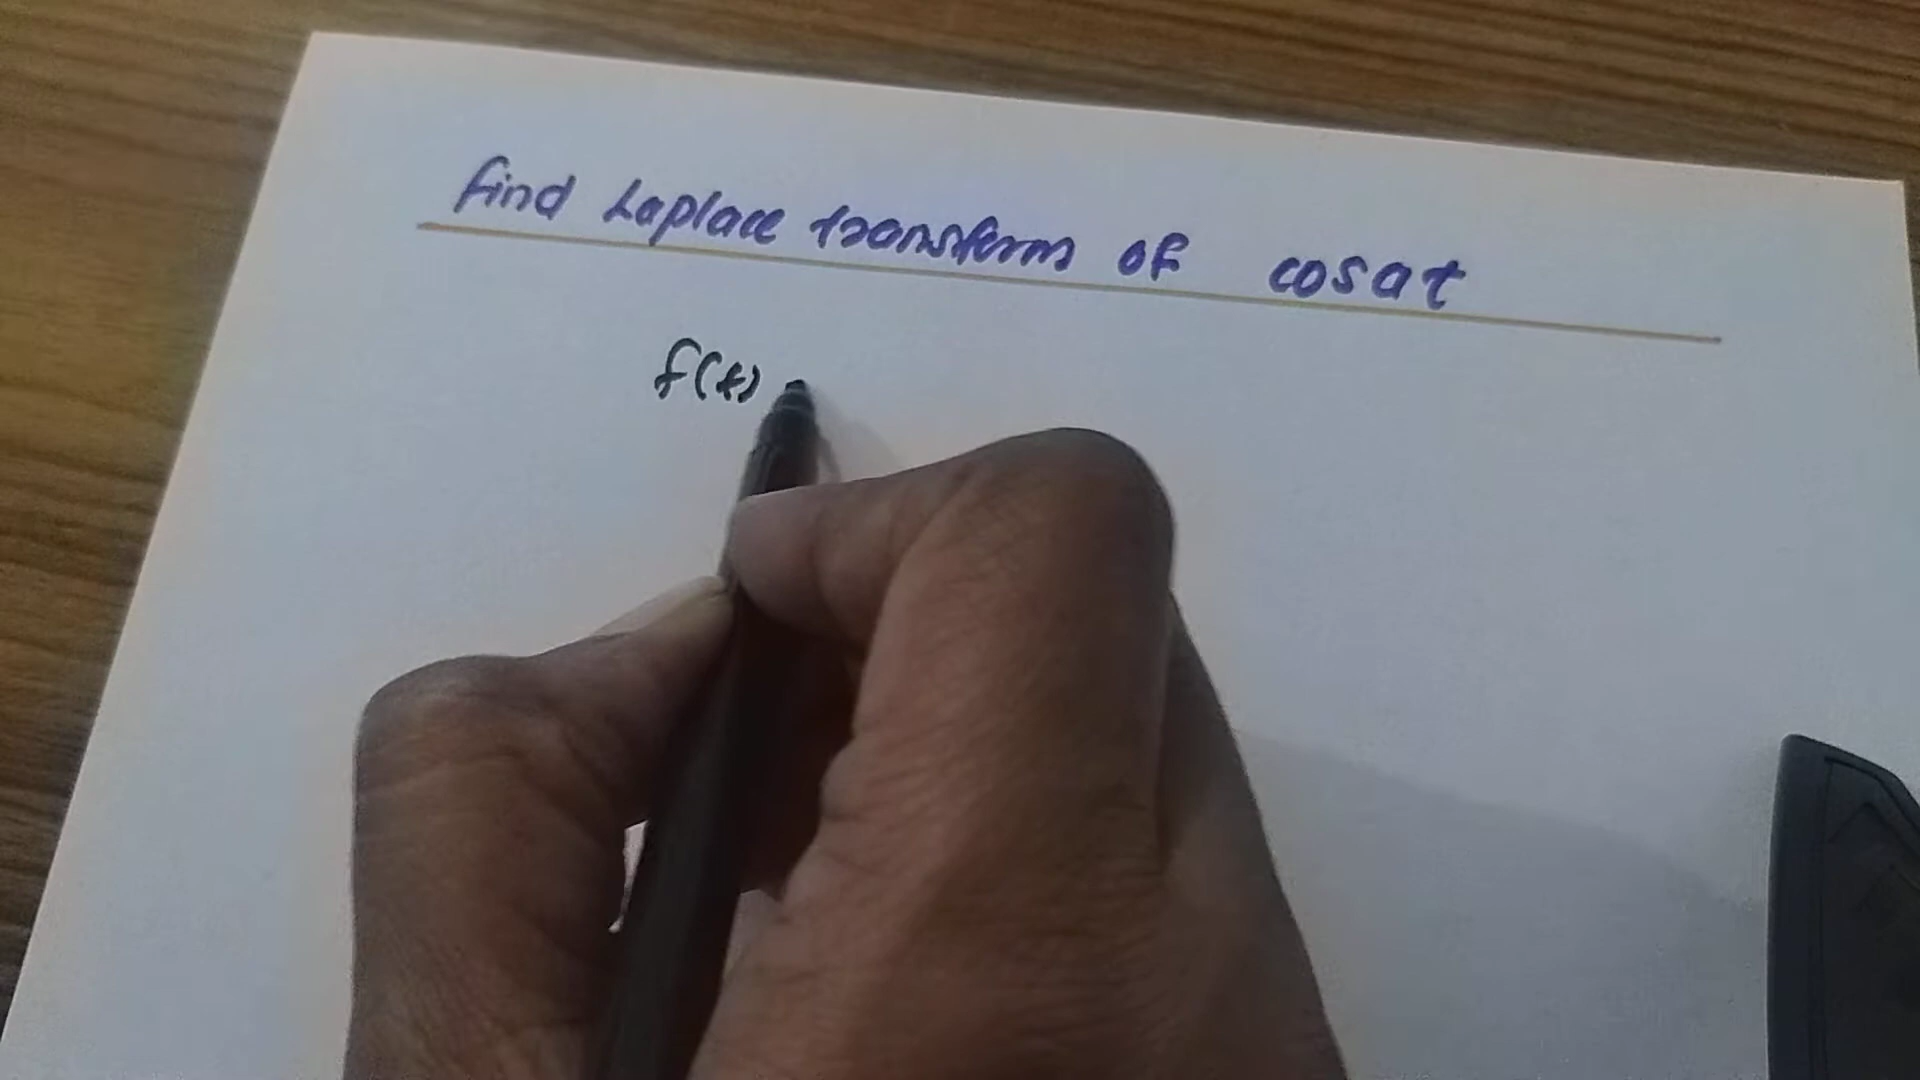 find Laplace transform of cosat
f(t)